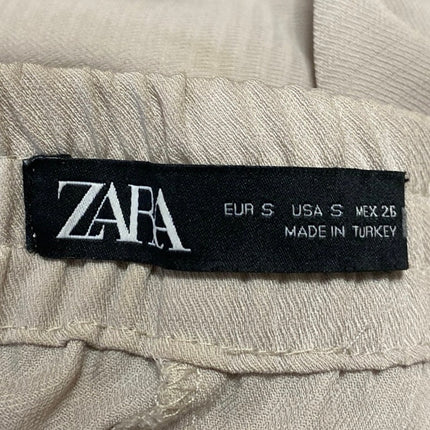 ZARA
EUR S USA S MEX 26
MADE IN TURKEY